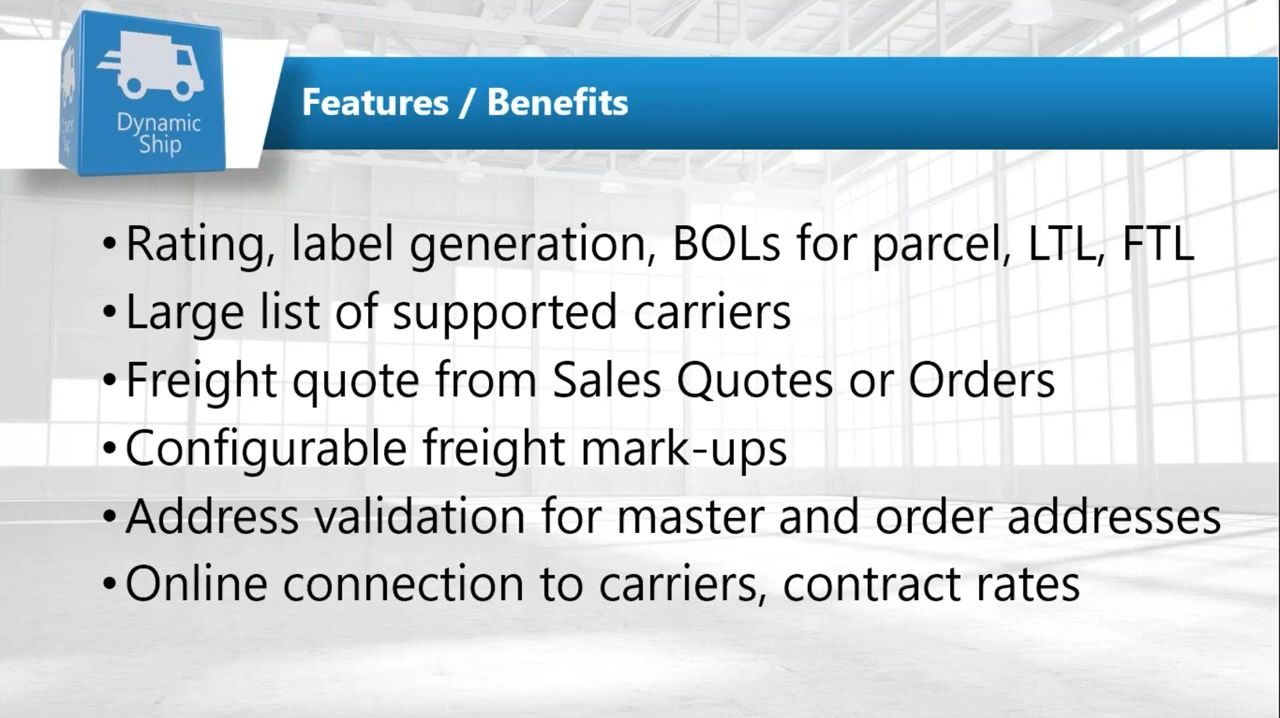 Dynamic
Ship
Features / Benefits
• Rating, label generation, BOLs for parcel, LTL, FTL
• Large list of supported carriers
• Freight quote from Sales Quotes or Orders
• Configurable freight mark-ups
• Address validation for master and order addresses
• Online connection to carriers, contract rates